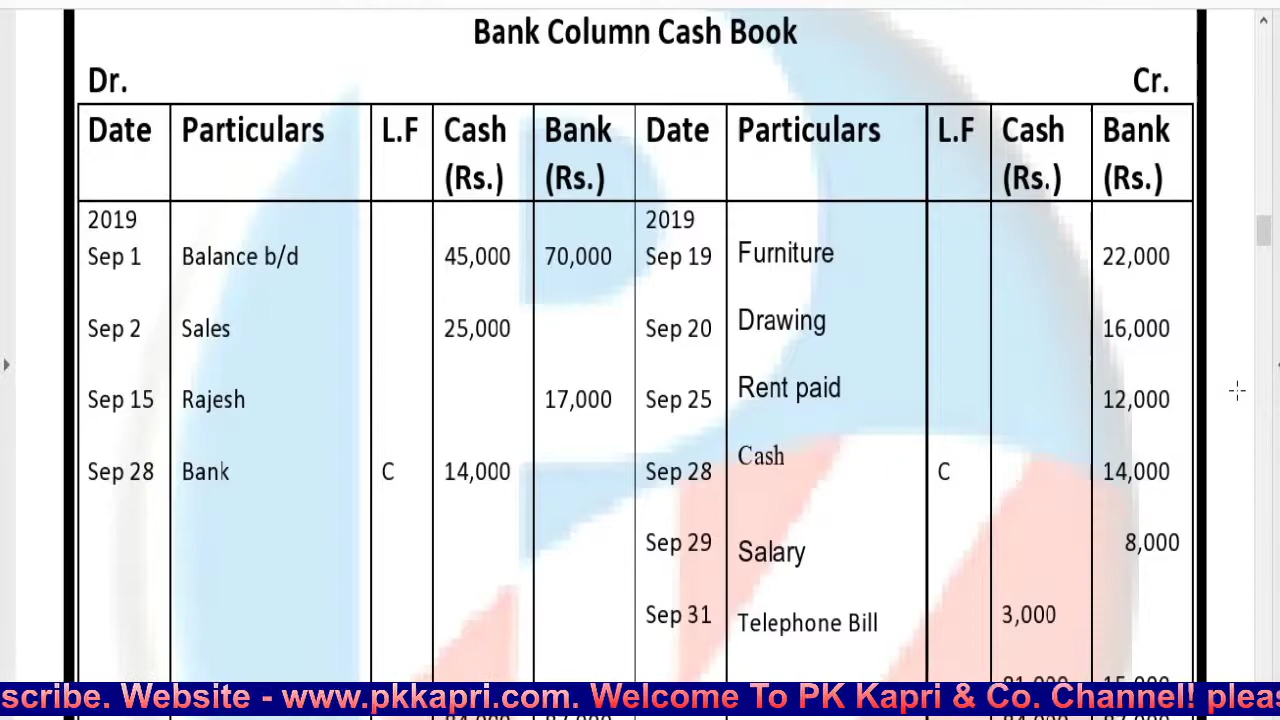 Bank Column Cash Book
Dr. Cr.
Date Particulars L.F Cash Bank Date Particulars L.F Cash Bank
(Rs.) (Rs.) (Rs.) (Rs.)
2019 2019
Sep 1 Balance b/d 45,000 70,000 Sep 19 Furniture 22,000
Sep 2 Sales 25,000 Sep 20 Drawing 16,000
Sep 15 Rajesh 17,000 Sep 25 Rent paid 12,000
Sep 28 Bank C 14,000 Sep 28 Cash C 14,000
Sep 29 Salary 8,000
Sep 31 Telephone Bill 3,000
scribe. Website - www.pkkapri.com. Welcome To PK Kapri & Co. Channel! pleas